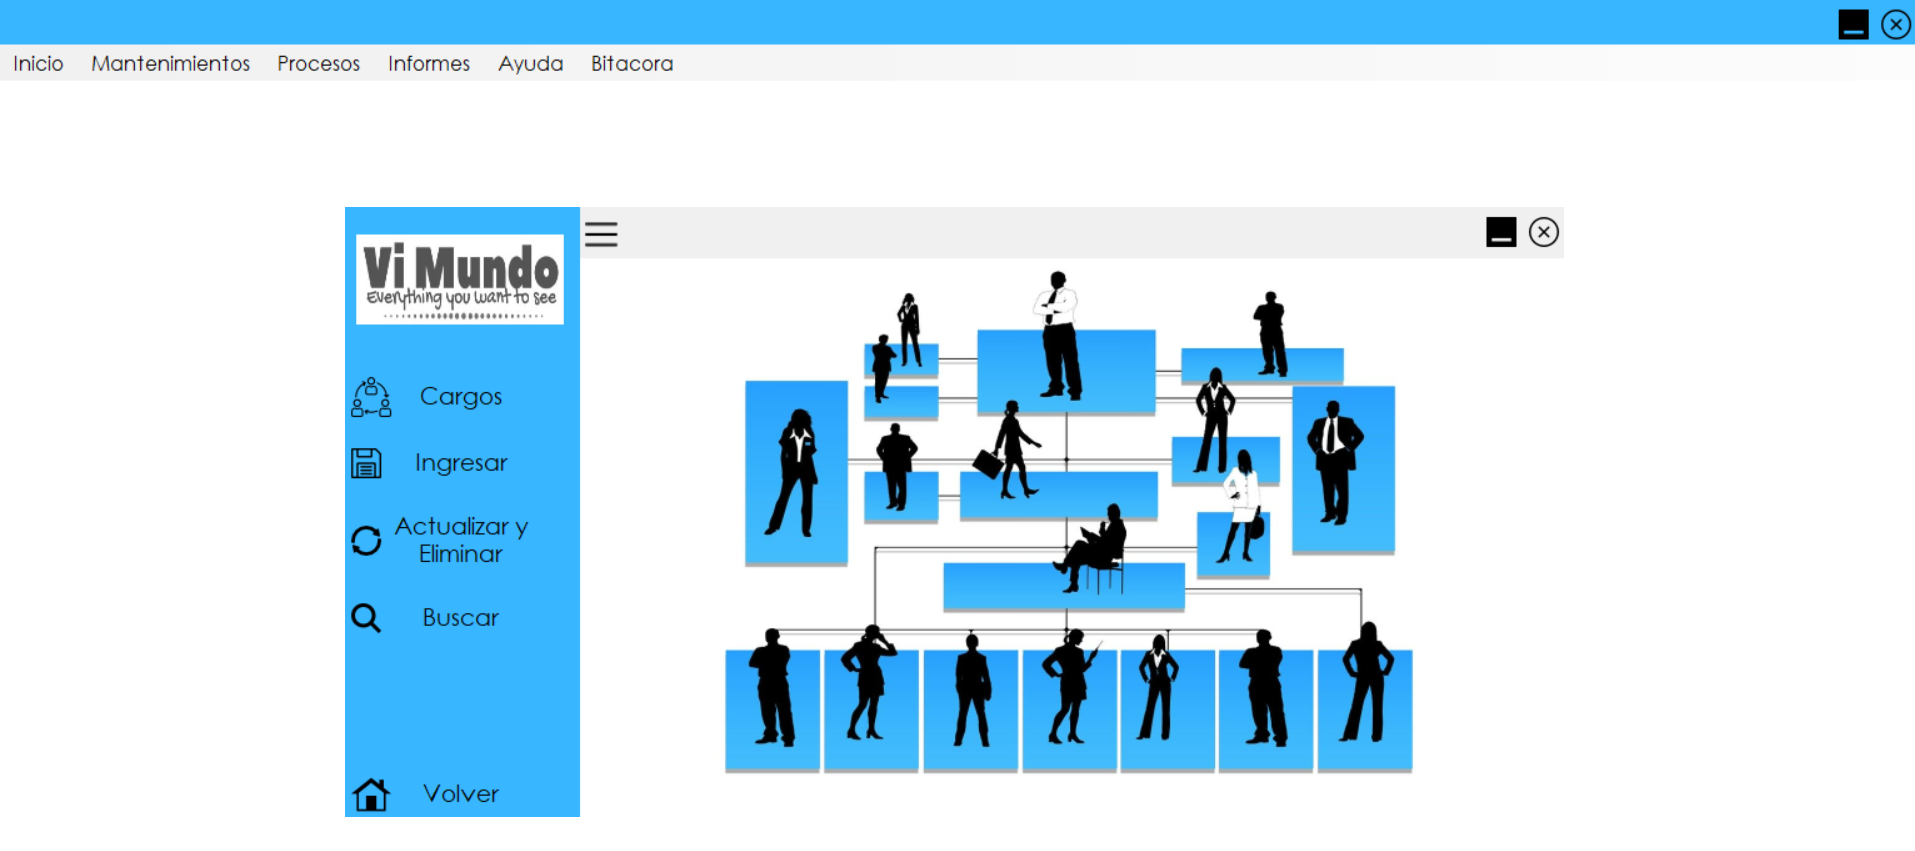 Inicio Mantenimientos Procesos Informes Ayuda Bitacora
Vi Mundo
Everything you want to see
Cargos
Ingresar
Actualizar y
Eliminar
Buscar
Volver